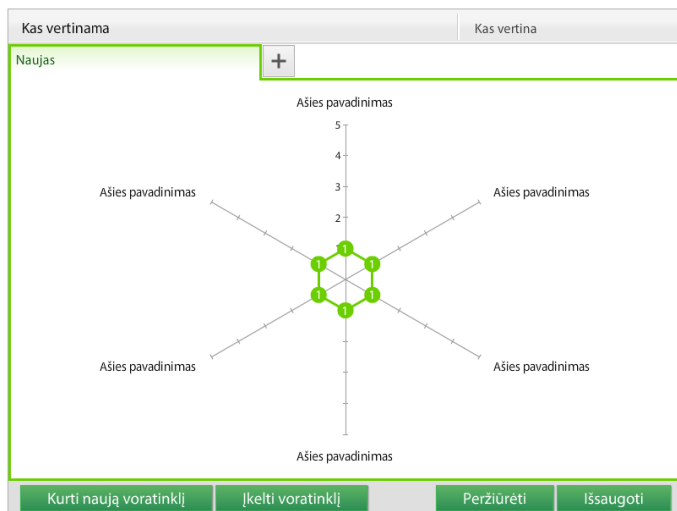 Kas vertinama
Kas vertina
Naujas
+
Ašies pavadinimas
5
4
3
2
Ašies pavadinimas
Ašies pavadinimas
1
1
1
1
1
1
Ašies pavadinimas
Ašies pavadinimas
Ašies pavadinimas
Kurti naują voratinklį
Įkelti voratinklį
Peržiūrėti
Išsaugoti